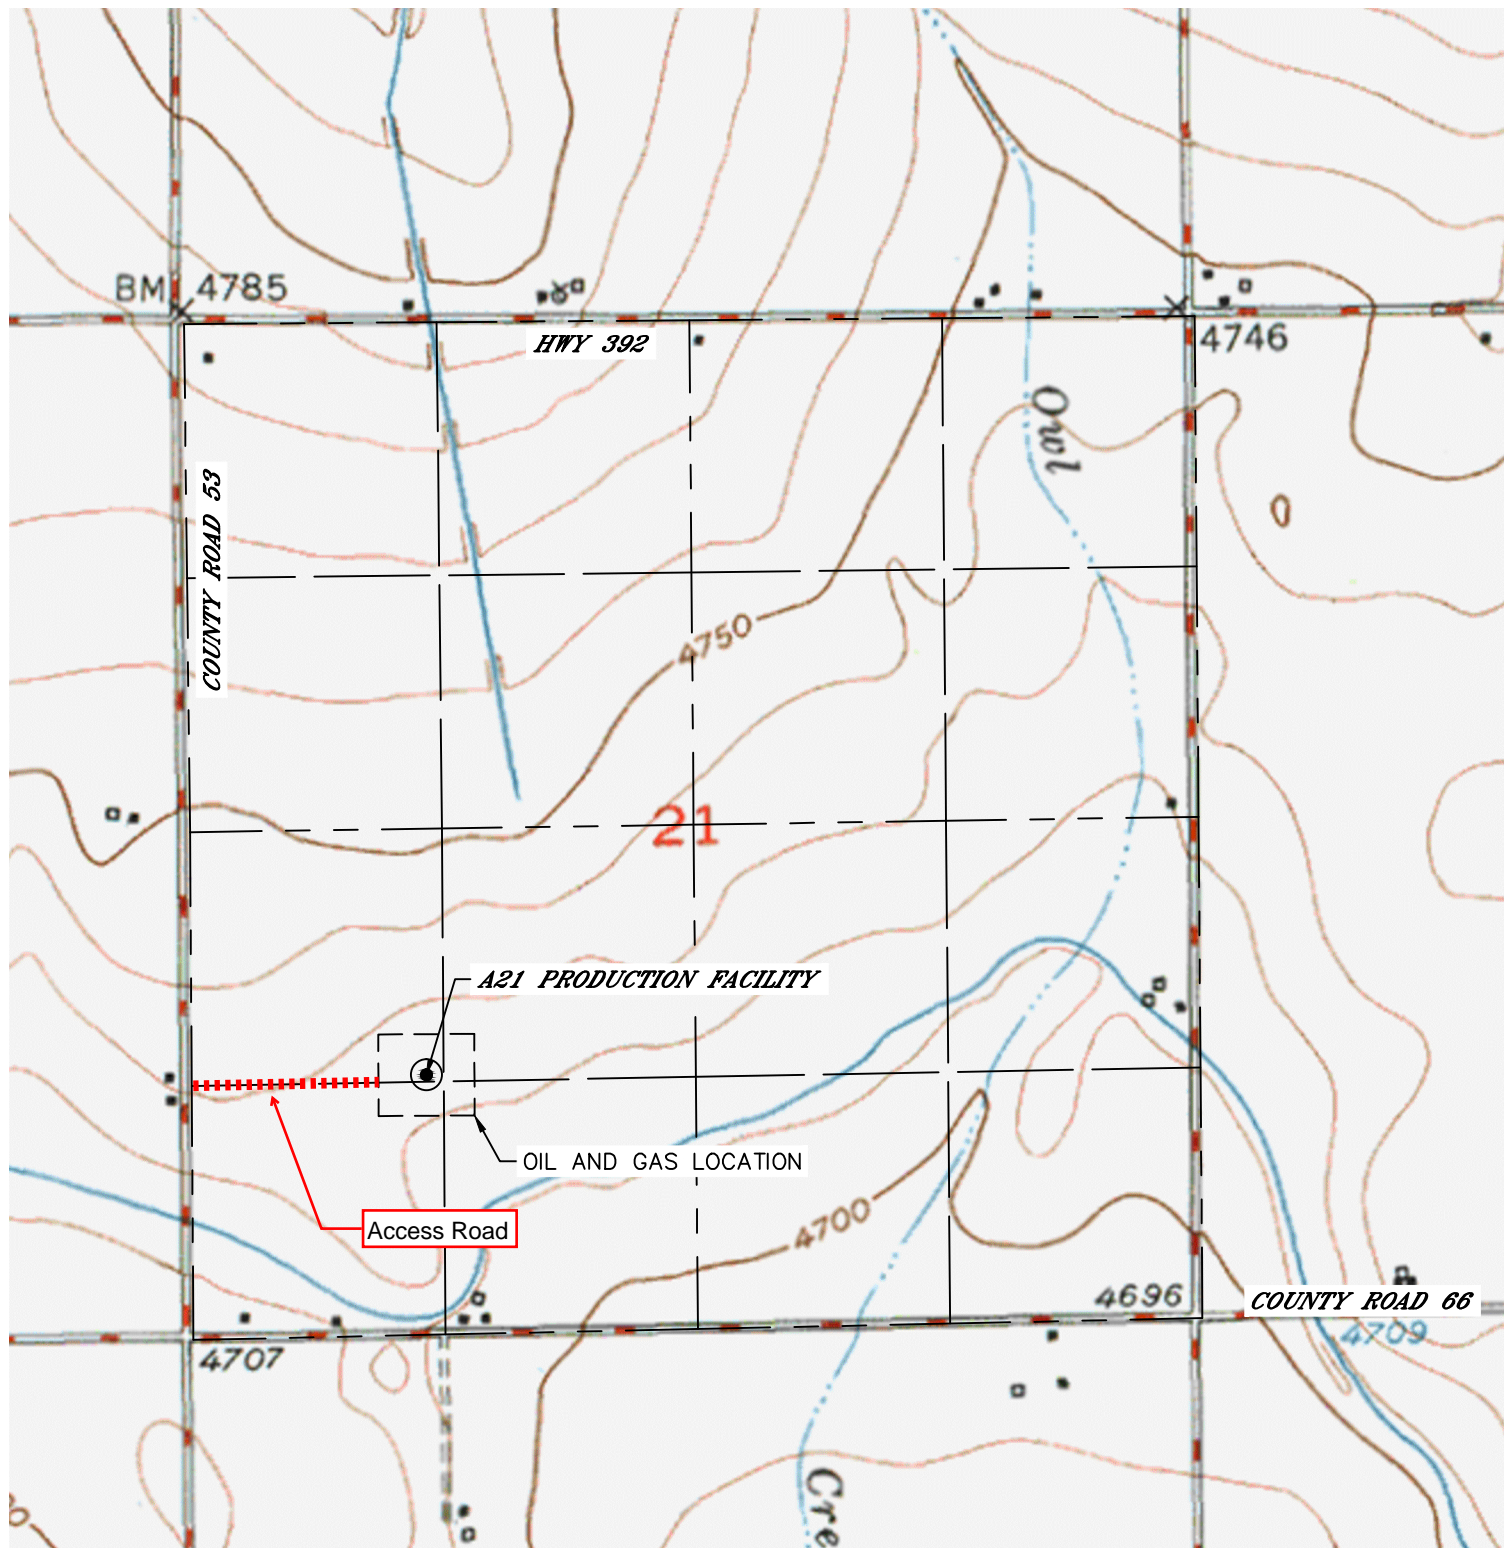 BM 4785
HWY 392
4746
Owl
COUNTY ROAD 53
4750
21
A21 PRODUCTION FACILITY
OIL AND GAS LOCATION
Access Road
4700
4696
COUNTY ROAD 66
4709
4707
Cre